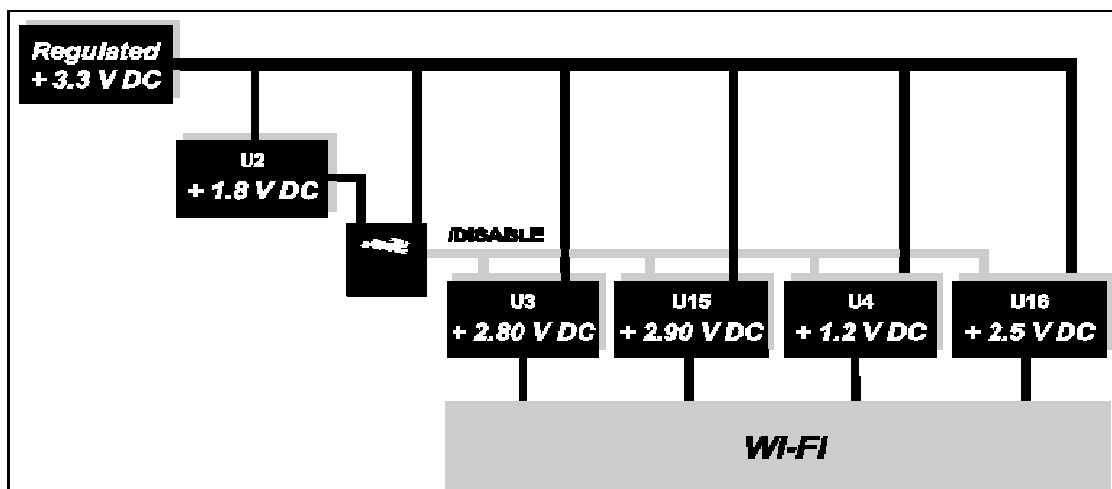 Regulated
+ 3.3 V DC
U2
+ 1.8 V DC
/DISABLE
U3
+ 2.80 V DC
U15
+ 2.90 V DC
U4
+ 1.2 V DC
U16
+ 2.5 V DC
WI-FI